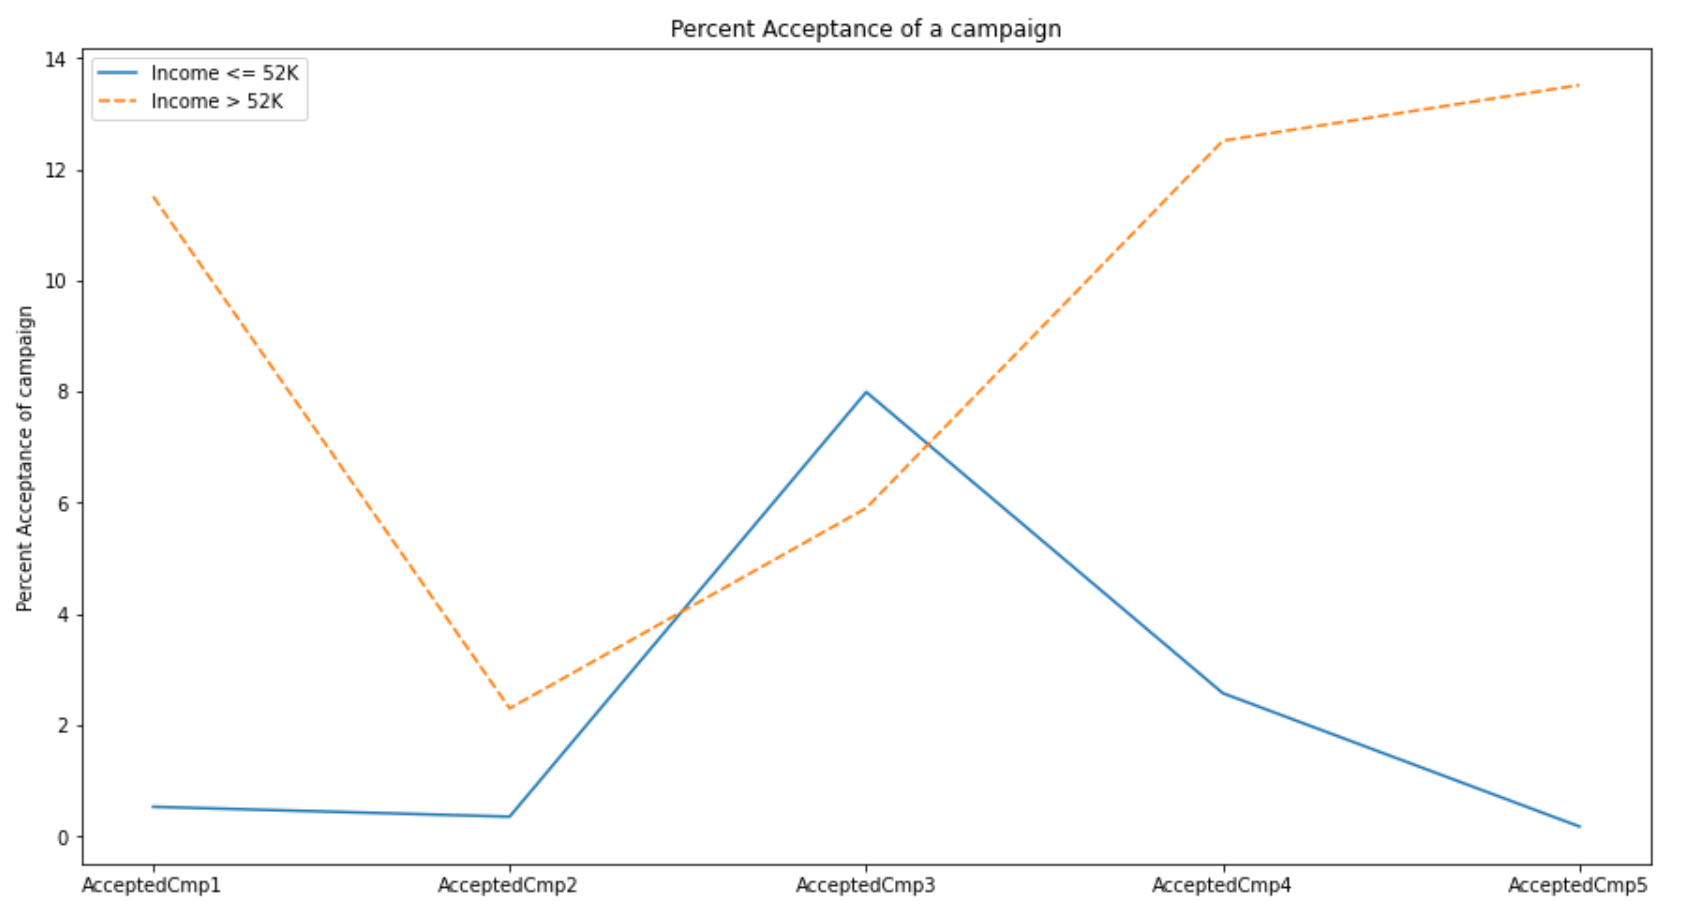 Percent Acceptance of a campaign
Income <= 52K
Income > 52K
Percent Acceptance of campaign
14
12
10
8
6
4
2
0
AcceptedCmp1 AcceptedCmp2 AcceptedCmp3 AcceptedCmp4 AcceptedCmp5